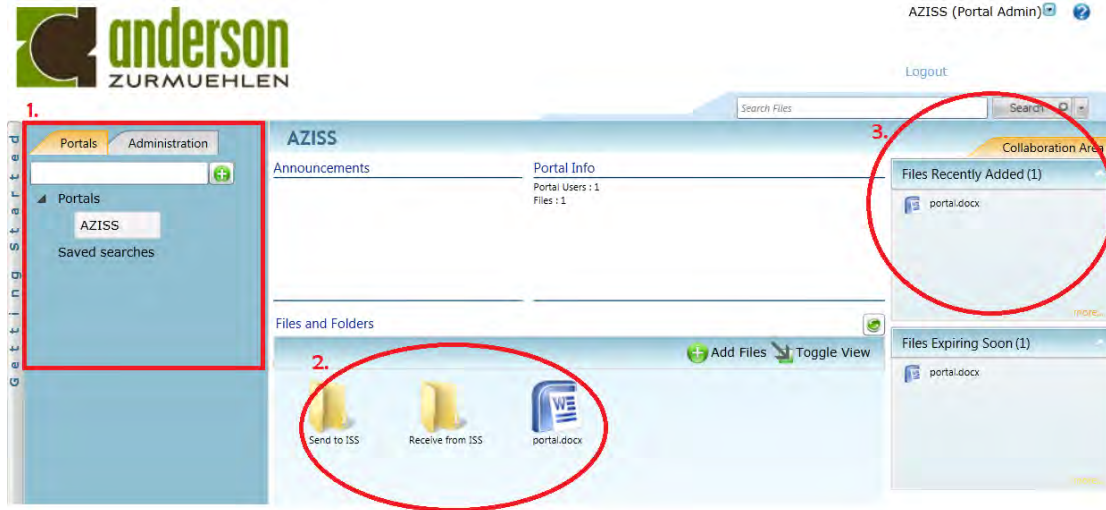 AZISS (Portal Admin)
anderson
ZURMUEHLEN
Logout
Search Files
Search
1.
Getting Started
Portals
Administration
Portals
AZISS
Saved searches
AZISS
Announcements
Portal Info
Portal Users : 1
Files : 1
3.
Collaboration Area
Files Recently Added (1)
portal.docx
more...
Files and Folders
Add Files
Toggle View
2.
Send to ISS
Receive from ISS
portal.docx
Files Expiring Soon (1)
portal.docx